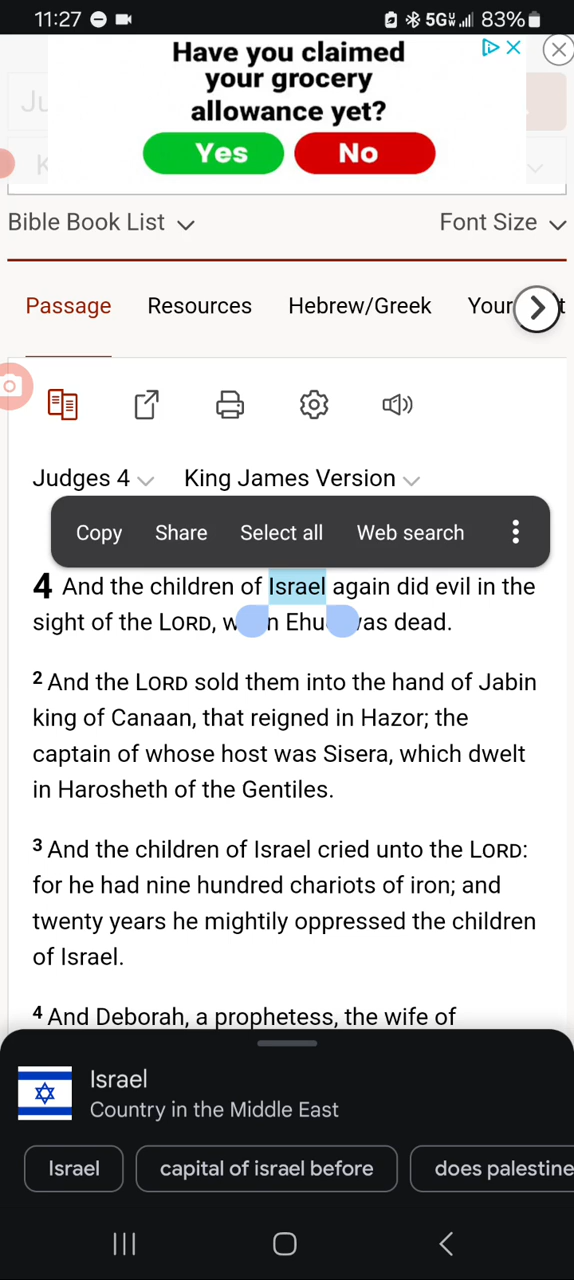 11:27
5G
83%
Have you claimed
your grocery
allowance yet?
Yes No
Bible Book List
Font Size
Passage Resources Hebrew/Greek Your
Judges 4 King James Version
Copy Share Select all Web search
4 And the children of Israel again did evil in the
sight of the LORD, was dead.
2 And the LORD sold them into the hand of Jabin
king of Canaan, that reigned in Hazor; the
captain of whose host was Sisera, which dwelt
in Harosheth of the Gentiles.
3 And the children of Israel cried unto the LORD:
for he had nine hundred chariots of iron; and
twenty years he mightily oppressed the children
of Israel.
4 And Deborah, a prophetess, the wife of
Israel
Country in the Middle East
Israel capital of israel before does palestine